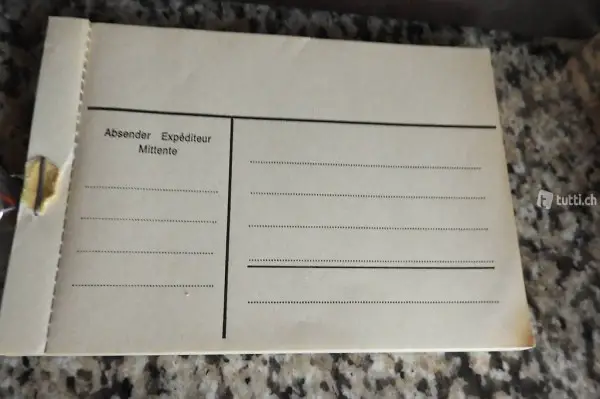 Absender Expéditeur
Mittente
tutti.ch